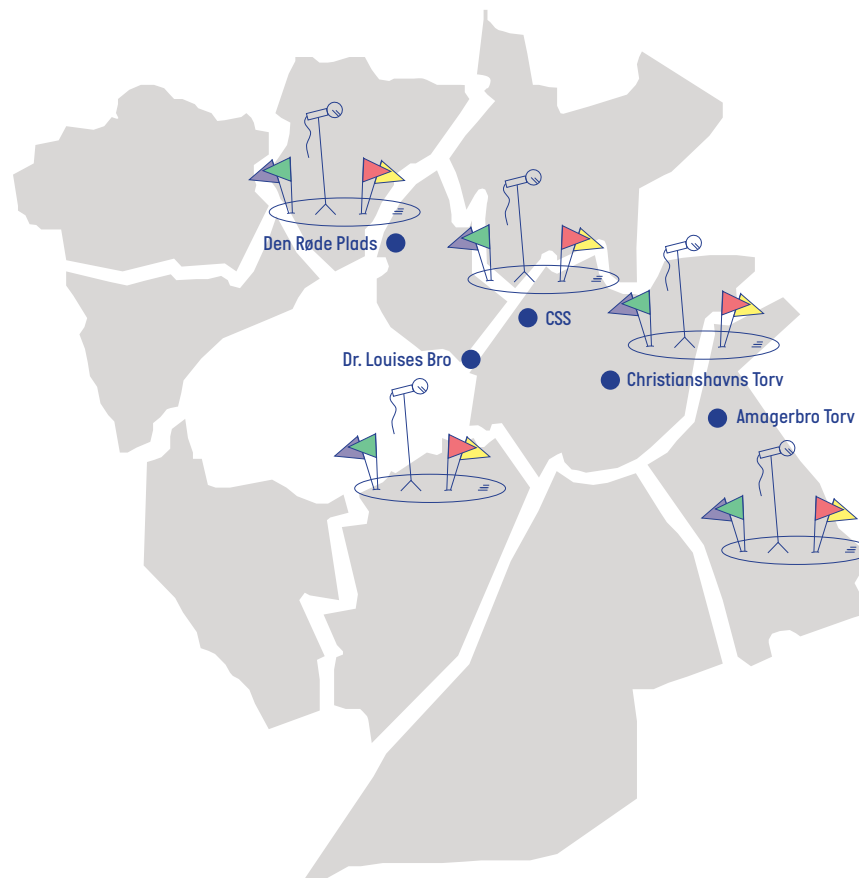 Den Røde Plads
CSS
Dr. Louises Bro
Christianshavns Torv
Amagerbro Torv